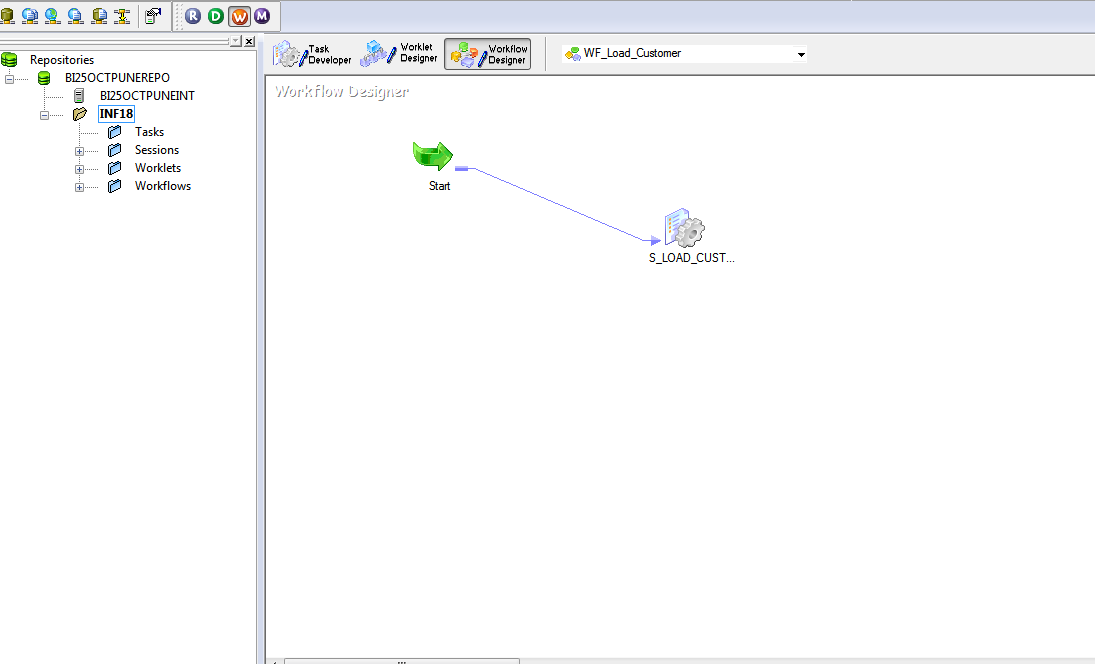 R D W M
Repositories
BI25OCTPUNEREPO
BI25OCTPUNEINT
INF18
Tasks
Sessions
Worklets
Workflows
Task
Developer
Worklet
Designer
Workflow
Designer
WF_Load_Customer
Workflow Designer
Start
S_LOAD_CUST...